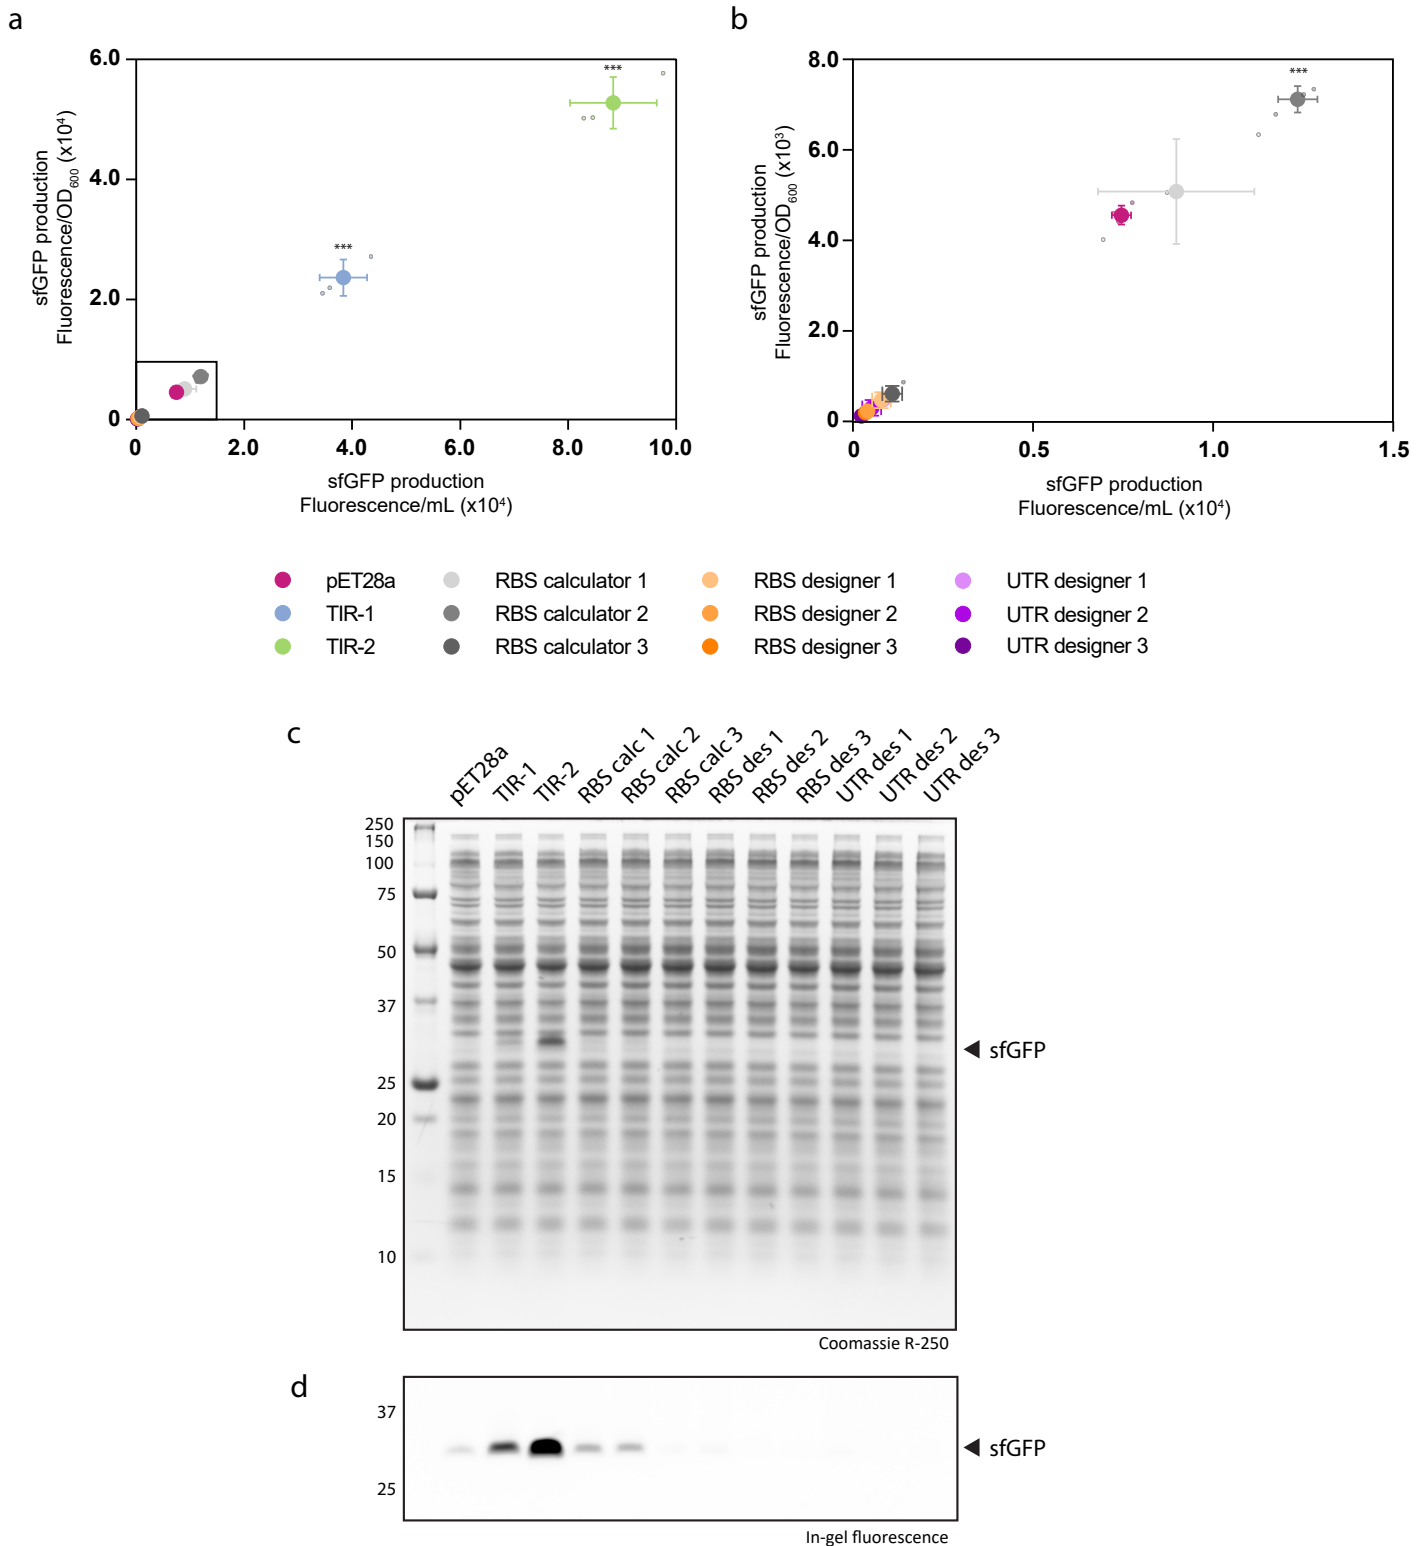 a
b
6.0
4.0
2.0
0
0
2.0
4.0
6.0
8.0
10.0
***
***
sfGFP production
Fluorescence/OD600 (x10⁴)
sfGFP production
Fluorescence/mL (x10⁴)
8.0
6.0
4.0
2.0
0
0
0.5
1.0
1.5
***
sfGFP production
Fluorescence/OD600 (x10³)
sfGFP production
Fluorescence/mL (x10⁴)
pET28a
RBS calculator 1
RBS designer 1
UTR designer 1
TIR-1
RBS calculator 2
RBS designer 2
UTR designer 2
TIR-2
RBS calculator 3
RBS designer 3
UTR designer 3
c
pET28a
TIR-1
TIR-2
RBS calc 1
RBS calc 2
RBS calc 3
RBS des 1
RBS des 2
RBS des 3
UTR des 1
UTR des 2
UTR des 3
250
150
100
75
50
37
25
20
15
10
sfGFP
Coomassie R-250
d
37
25
sfGFP
In-gel fluorescence